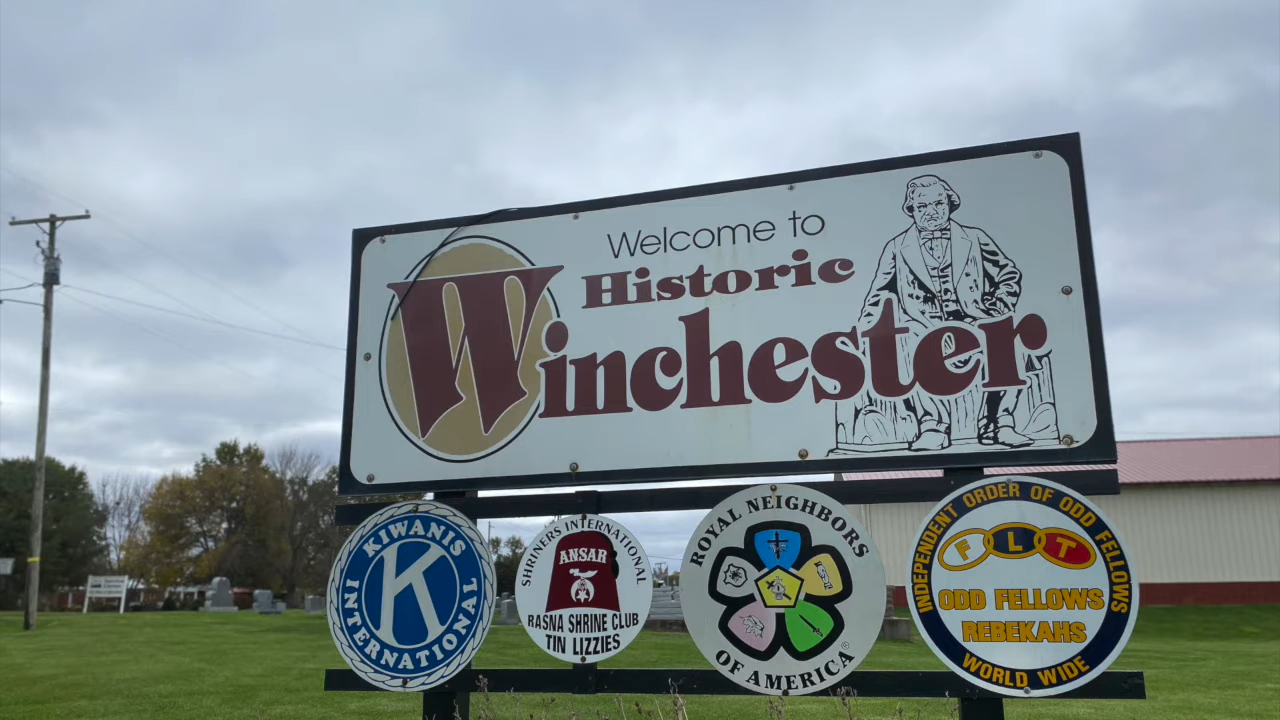 Welcome to
Historic
Winchester
W
KIWANIS
INTERNATIONAL
K
SHRINERS INTERNATIONAL
ANSAR
RASNA SHRINE CLUB
TIN LIZZIES
ROYAL NEIGHBORS
OF AMERICA®
INDEPENDENT ORDER OF ODD FELLOWS
F L T
ODD FELLOWS
REBEKAHS
WORLD WIDE